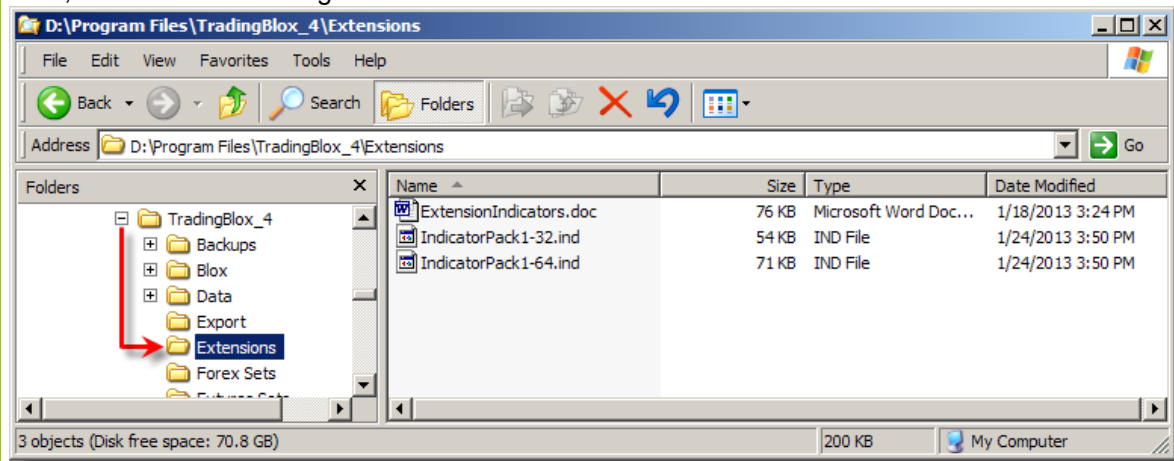 D:\Program Files\TradingBlox_4\Extensions
File Edit View Favorites Tools Help
Back Search Folders
Address D:\Program Files\TradingBlox_4\Extensions Go
Folders x Name Size Type Date Modified
TradingBlox_4 ExtensionIndicators.doc 76 KB Microsoft Word Doc... 1/18/2013 3:24 PM
Backups IndicatorPack1-32.ind 54 KB IND File 1/24/2013 3:50 PM
Blox IndicatorPack1-64.ind 71 KB IND File 1/24/2013 3:50 PM
Data
Export
Extensions
Forex Sets
3 objects (Disk free space: 70.8 GB) 200 KB My Computer